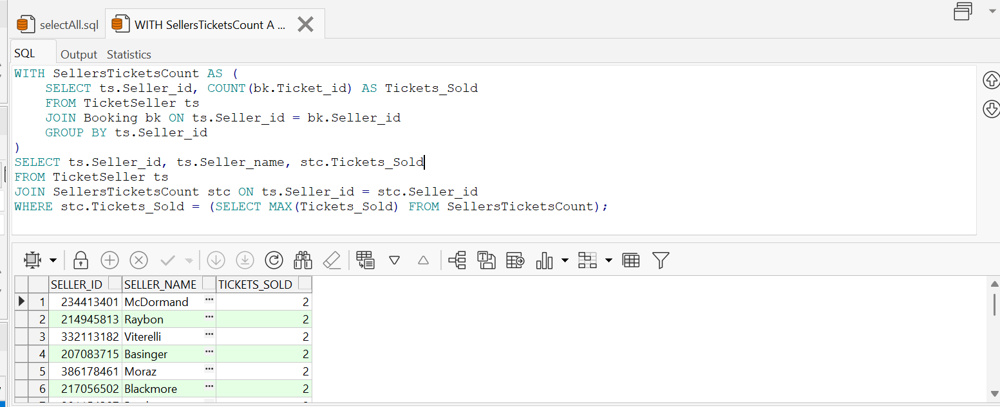 selectAll.sql
WITH SellersTicketsCount A ...
SQL Output Statistics
WITH SellersTicketsCount AS (
    SELECT ts.Seller_id, COUNT(bk.Ticket_id) AS Tickets_Sold
    FROM TicketSeller ts
    JOIN Booking bk ON ts.Seller_id = bk.Seller_id
    GROUP BY ts.Seller_id
)
SELECT ts.Seller_id, ts.Seller_name, stc.Tickets_Sold
FROM TicketSeller ts
JOIN SellersTicketsCount stc ON ts.Seller_id = stc.Seller_id
WHERE stc.Tickets_Sold = (SELECT MAX(Tickets_Sold) FROM SellersTicketsCount);
SELLER_ID SELLER_NAME TICKETS_SOLD
1 234413401 McDormand ... 2
2 214945813 Raybon ... 2
3 332113182 Viterelli ... 2
4 207083715 Basinger ... 2
5 386178461 Moraz ... 2
6 217056502 Blackmore ... 2